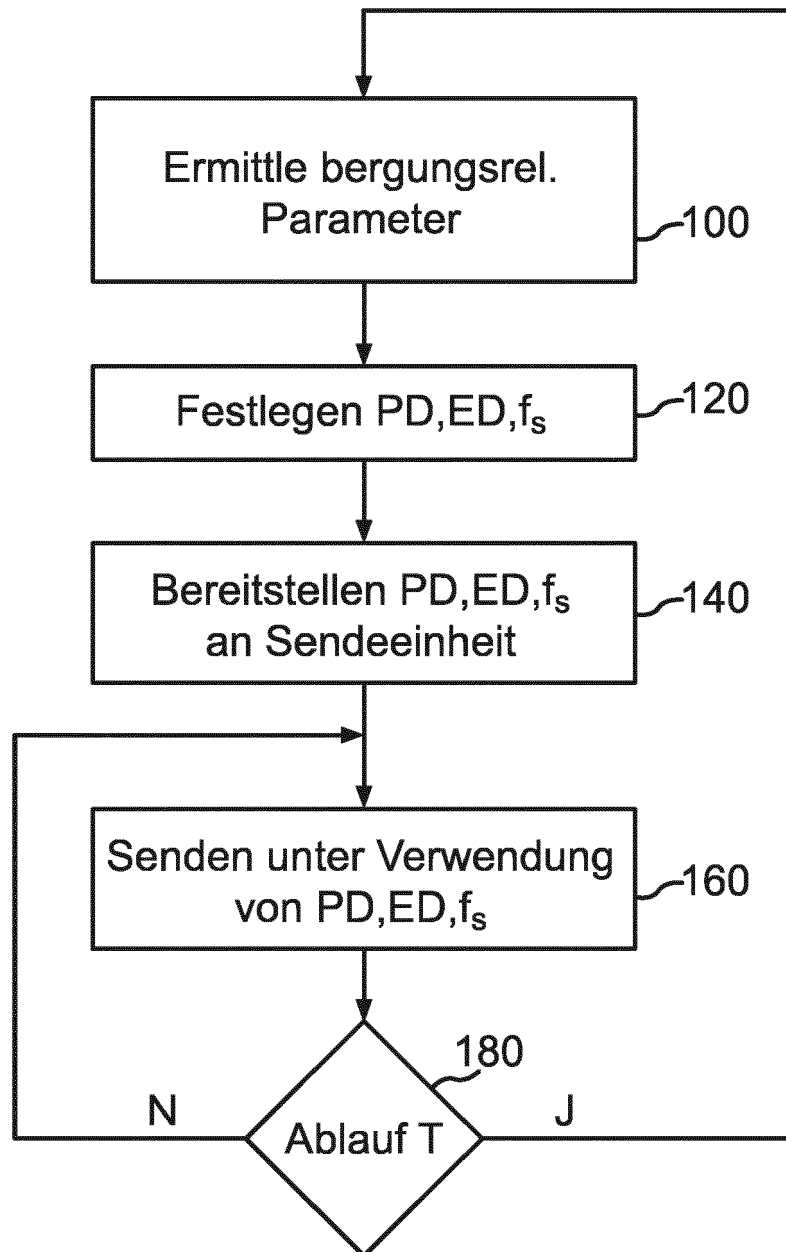 Ermittle bergungsrel.
Parameter
100
Festlegen PD,ED,fs
120
Bereitstellen PD,ED,fs
an Sendeeinheit
140
Senden unter Verwendung
von PD,ED,fs
160
180
N
Ablauf T
J